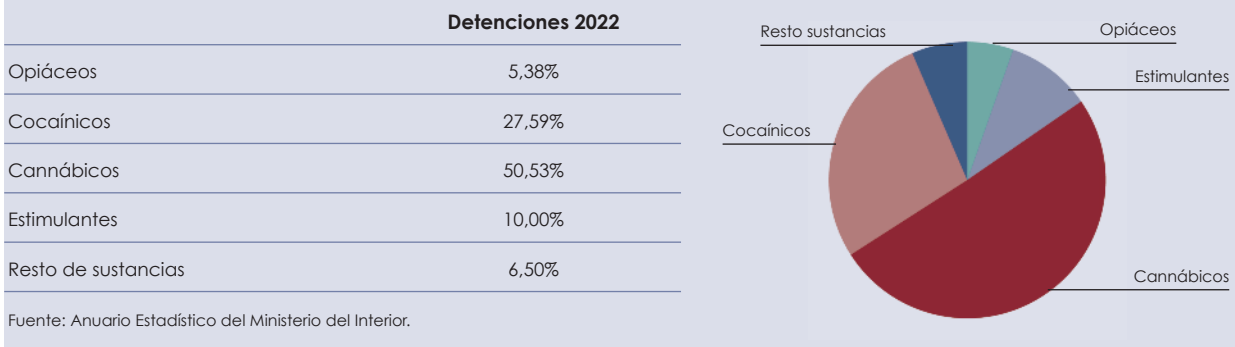 Detenciones 2022
Opiáceos 5,38%
Cocaínicos 27,59%
Cannábicos 50,53%
Estimulantes 10,00%
Resto de sustancias 6,50%
Fuente: Anuario Estadístico del Ministerio del Interior.
Resto sustancias
Opiáceos
Estimulantes
Cocaínicos
Cannábicos